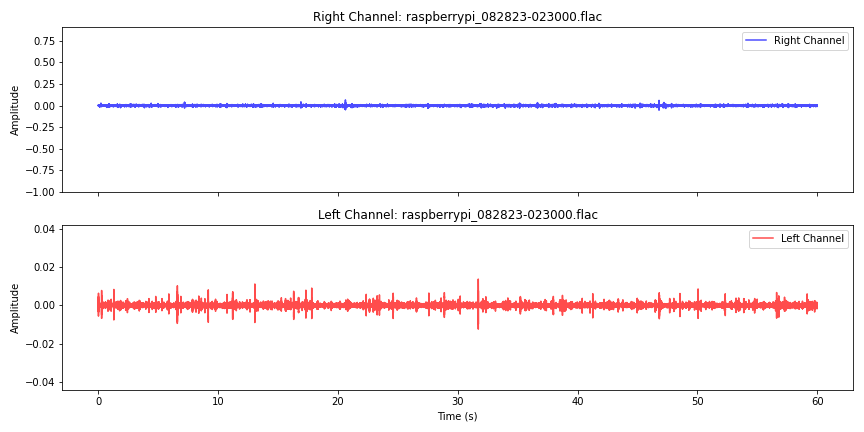 Right Channel: raspberrypi_082823-023000.flac
Right Channel
Amplitude
0.75
0.50
0.25
0.00
−0.25
−0.50
−0.75
−1.00
Left Channel: raspberrypi_082823-023000.flac
Left Channel
Amplitude
0.04
0.02
0.00
−0.02
−0.04
0 10 20 30 40 50 60
Time (s)